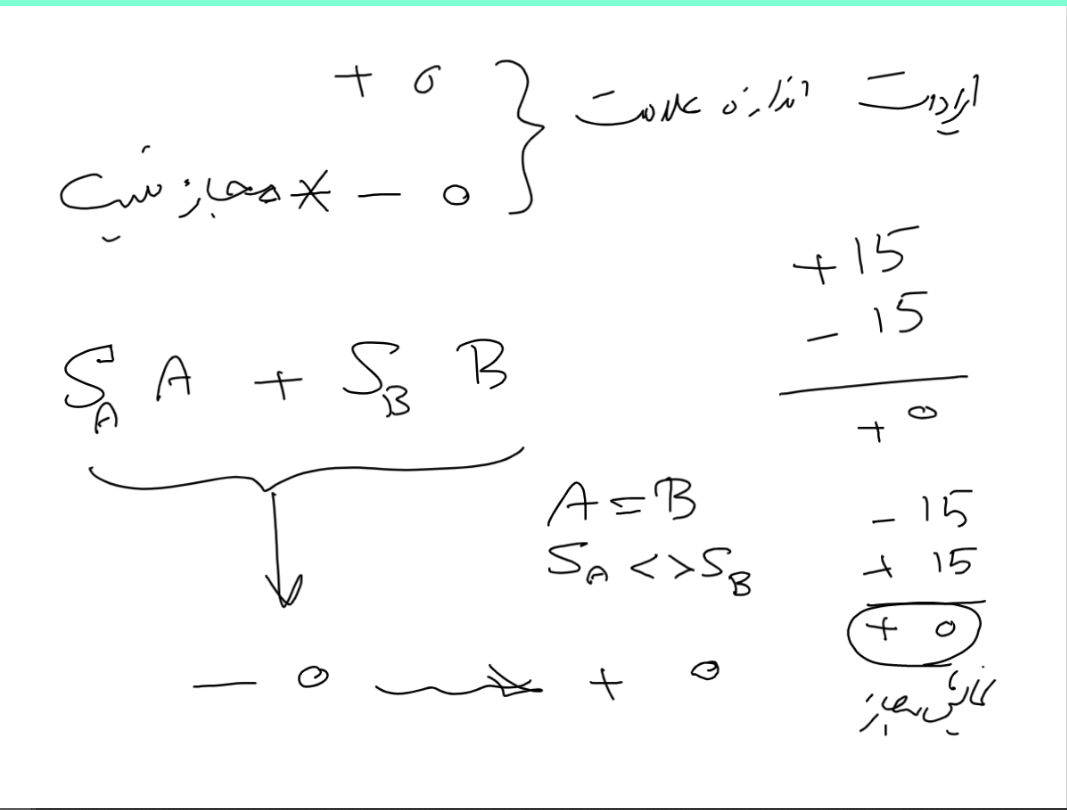 ایرادات اندازه علامت
+ 0
- 0 * مجاز نیست
+ 15
- 15
+ 0
S_A A + S_B B
A = B
S_A <> S_B
- 15
+ 15
+ 0
نمایش مجاز
- 0 → + 0